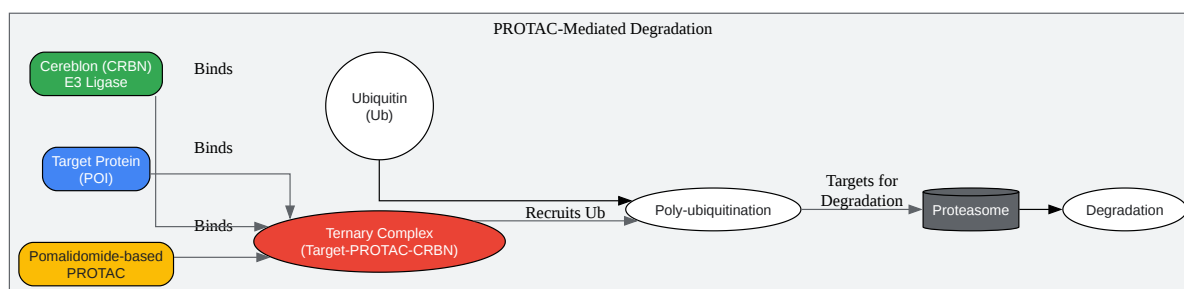 PROTAC-Mediated Degradation
Cereblon (CRBN)
E3 Ligase
Binds
Ubiquitin
(Ub)
Target Protein
(POI)
Binds
Binds
Pomalidomide-based
PROTAC
Ternary Complex
(Target-PROTAC-CRBN)
Recruits Ub
Poly-ubiquitination
Targets for
Degradation
Proteasome
Degradation